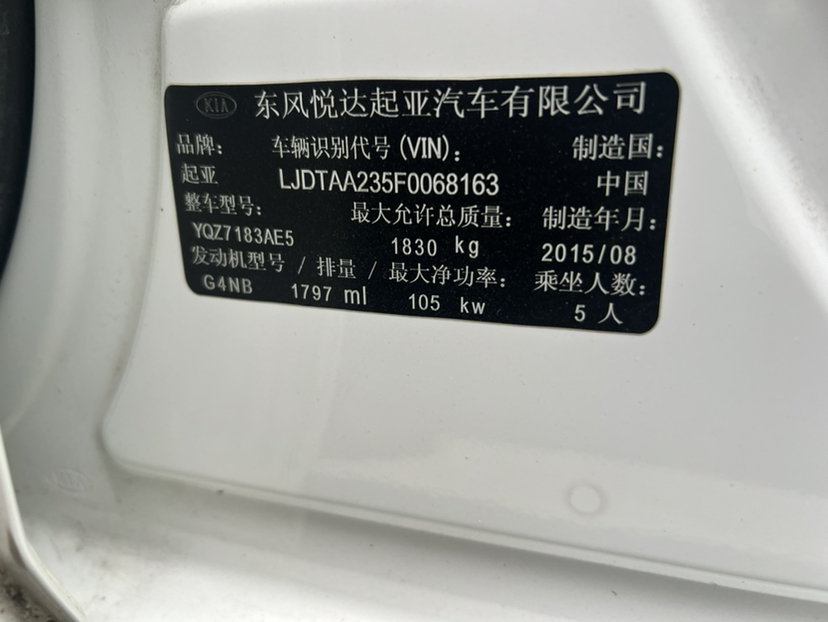 KIA 东风悦达起亚汽车有限公司
品牌: 车辆识别代号(VIN): 制造国:
起亚 LJDTAA235F0068163 中国
整车型号: 最大允许总质量: 制造年月:
YQZ7183AE5 1830 kg 2015/08
发动机型号 / 排量 / 最大净功率: 乘坐人数:
G4NB 1797 ml 105 kw 5 人